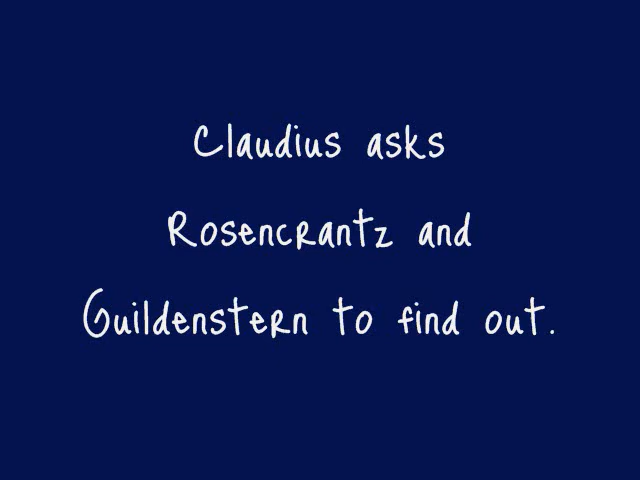 Claudius asks
Rosencrantz and
Guildenstern to find out.